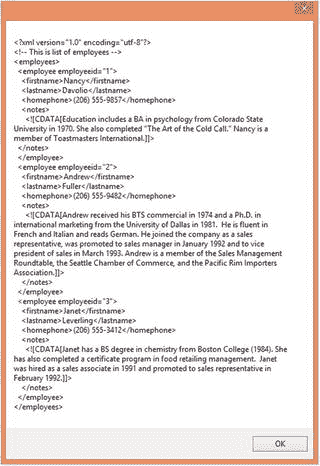 <?xml version="1.0" encoding="utf-8"?>
<!-- This is list of employees -->
<employees>
<employee employeeid="1">
<firstname>Nancy</firstname>
<lastname>Davolio</lastname>
<homephone>(206) 555-9857</homephone>
<notes>
<![CDATA[Education includes a BA in psychology from Colorado State
University in 1970. She also completed "The Art of the Cold Call." Nancy is a
member of Toastmasters International.]]>
</notes>
</employee>
<employee employeeid="2">
<firstname>Andrew</firstname>
<lastname>Fuller</lastname>
<homephone>(206) 555-9482</homephone>
<notes>
<![CDATA[Andrew received his BTS commercial in 1974 and a Ph.D. in
international marketing from the University of Dallas in 1981.  He is fluent in
French and Italian and reads German. He joined the company as a sales
representative, was promoted to sales manager in January 1992 and to vice
president of sales in March 1993. Andrew is a member of the Sales Management
Roundtable, the Seattle Chamber of Commerce, and the Pacific Rim Importers
Association.]]>
</notes>
</employee>
<employee employeeid="3">
<firstname>Janet</firstname>
<lastname>Leverling</lastname>
<homephone>(206) 555-3412</homephone>
<notes>
<![CDATA[Janet has a BS degree in chemistry from Boston College (1984). She
has also completed a certificate program in food retailing management.  Janet
was hired as a sales associate in 1991 and promoted to sales representative in
February 1992.]]>
</notes>
</employee>
</employees>
OK